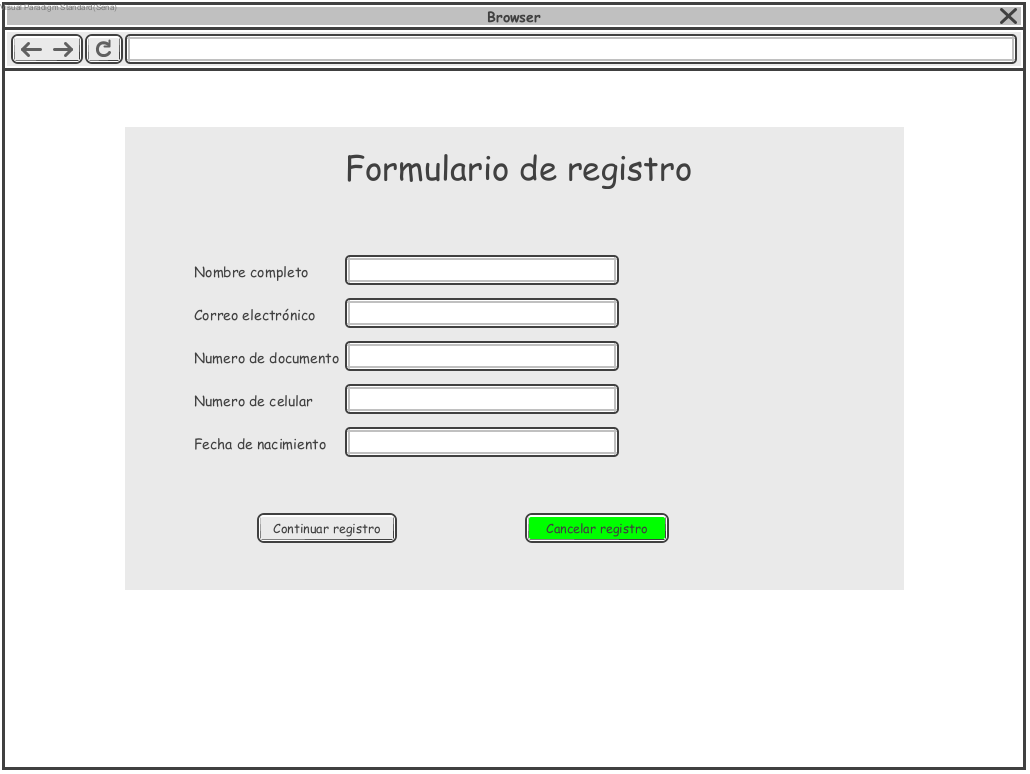 Visual Paradigm Standard(Sena)
Browser
Formulario de registro
Nombre completo
Correo electrónico
Numero de documento
Numero de celular
Fecha de nacimiento
Continuar registro
Cancelar registro